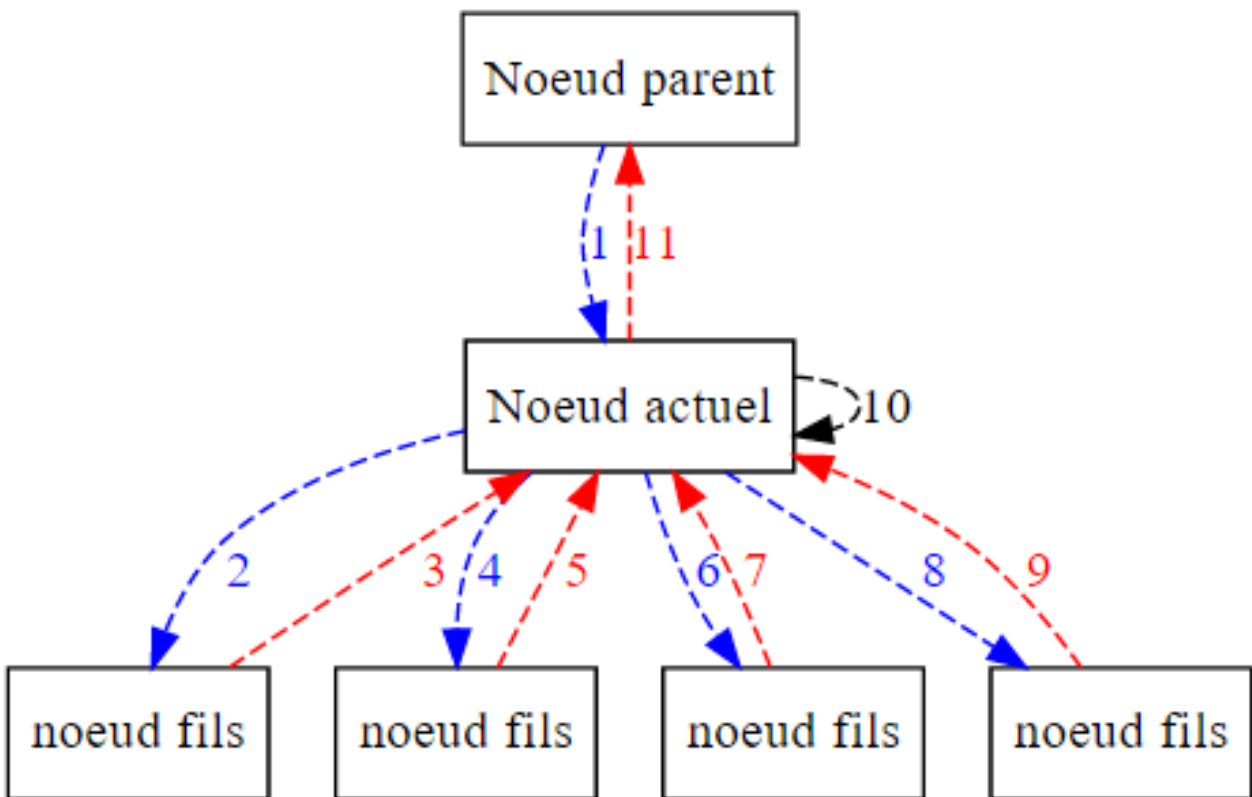 Noeud parent
1 11
Noeud actuel
10
2 3 4 5 6 7 8 9
noeud fils noeud fils noeud fils noeud fils